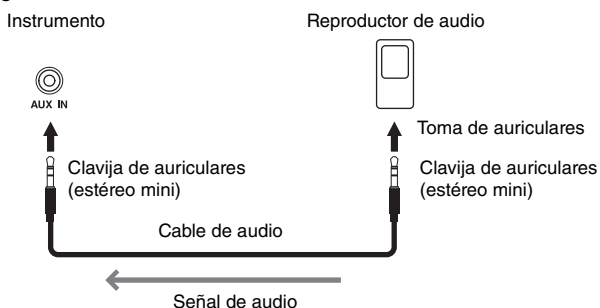 Instrumento
Reproductor de audio
AUX IN
Toma de auriculares
Clavija de auriculares
(estéreo mini)
Clavija de auriculares
(estéreo mini)
Cable de audio
Señal de audio